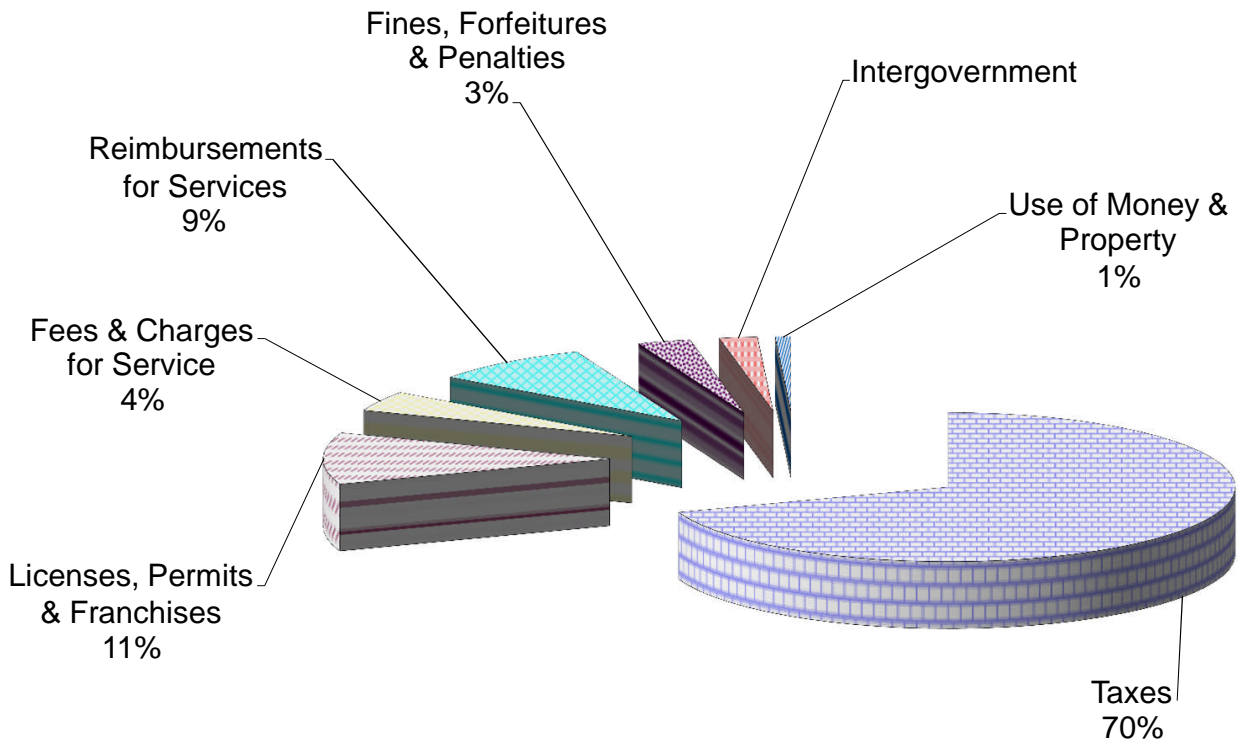 Fines, Forfeitures
& Penalties
3%
Intergovernment
Reimbursements
for Services
9%
Use of Money &
Property
1%
Fees & Charges
for Service
4%
Licenses, Permits
& Franchises
11%
Taxes
70%